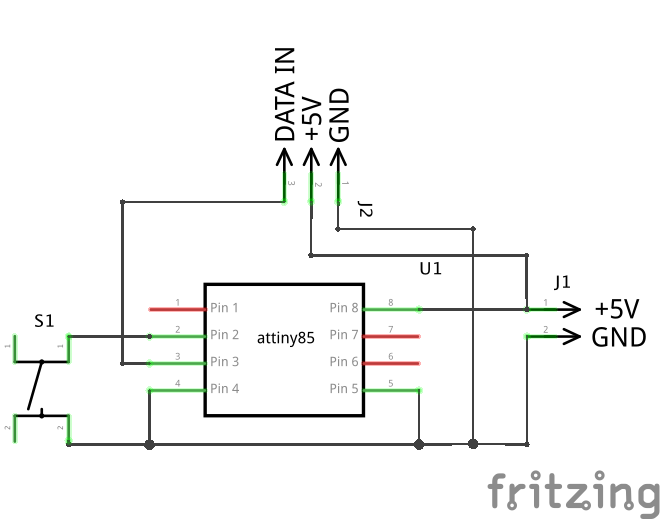 DATA IN
+5V
GND
3
2
1
J2
U1
J1
1
+5V
2
GND
S1
1
1
2
2
attiny85
1
Pin 1
2
Pin 2
3
Pin 3
4
Pin 4
Pin 8
8
Pin 7
7
Pin 6
6
Pin 5
5
fritzing